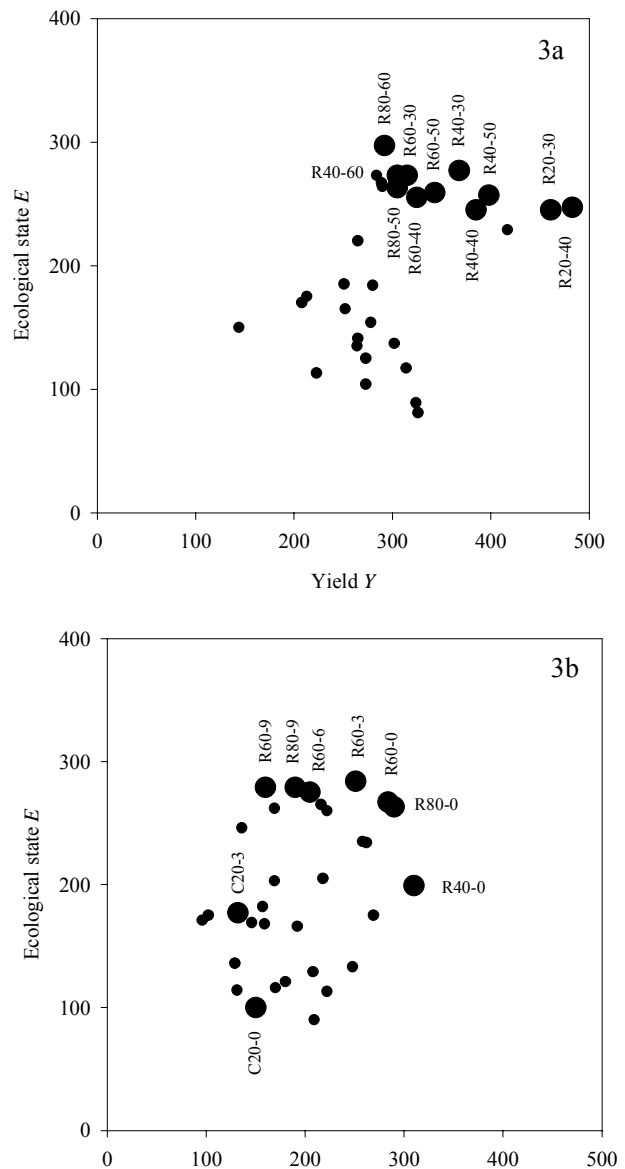 3a
400
300
200
100
0
0
100
200
300
400
500
Ecological state E
Yield Y
R80-60
R60-30
R60-50
R40-30
R40-50
R20-30
R40-60
R80-50
R60-40
R40-40
R20-40
3b
400
300
200
100
0
100
200
300
400
500
Ecological state E
R60-9
R80-9
R60-6
R60-3
R60-0
R80-0
C20-3
R40-0
C20-0